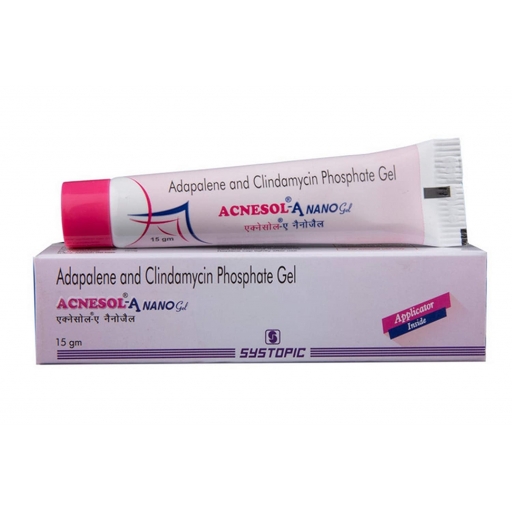 Adapalene and Clindamycin Phosphate Gel
ACNESOL-A NANO Gel
एक्नेसोल-ए नैनोजैल
15 gm
Adapalene and Clindamycin Phosphate Gel
ACNESOL-A NANO Gel
एक्नेसोल-ए नैनोजैल
15 gm
S
SYSTOPIC
Applicator
Inside